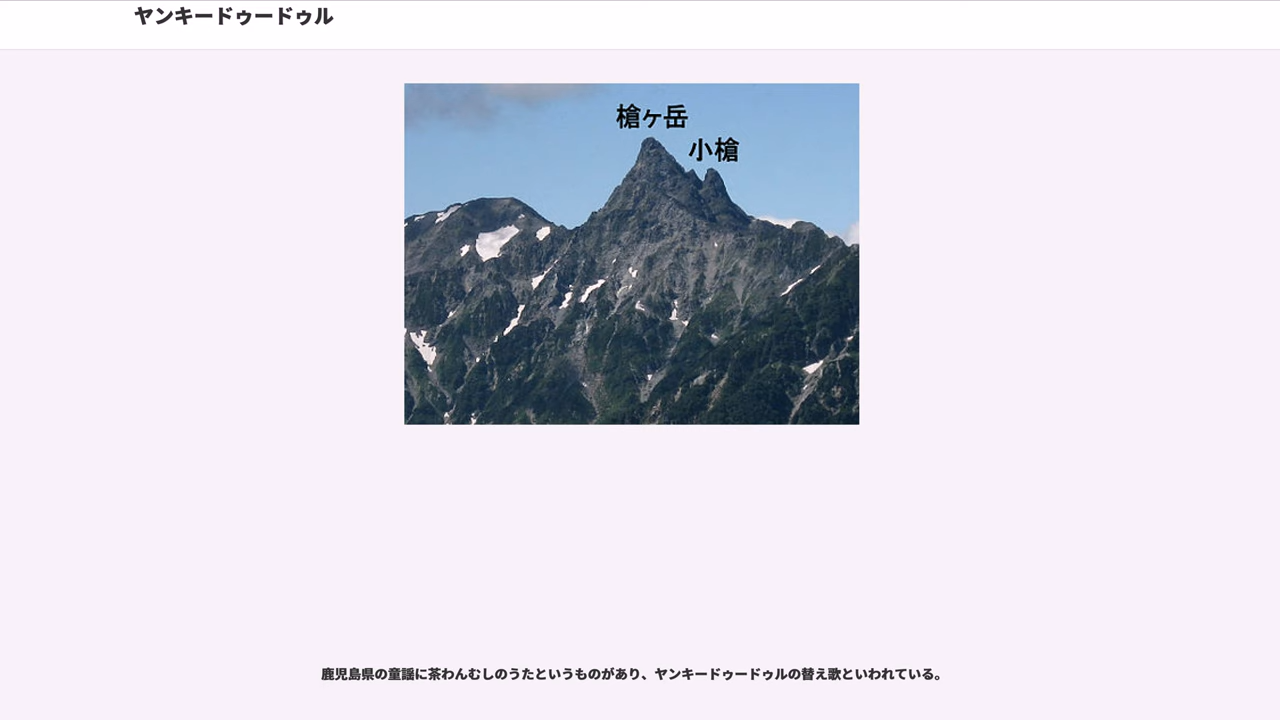 ヤンキードゥードゥル
槍ヶ岳
小槍
鹿児島県の童謡に茶わんむしのうたというものがあり、ヤンキードゥードゥルの替え歌といわれている。